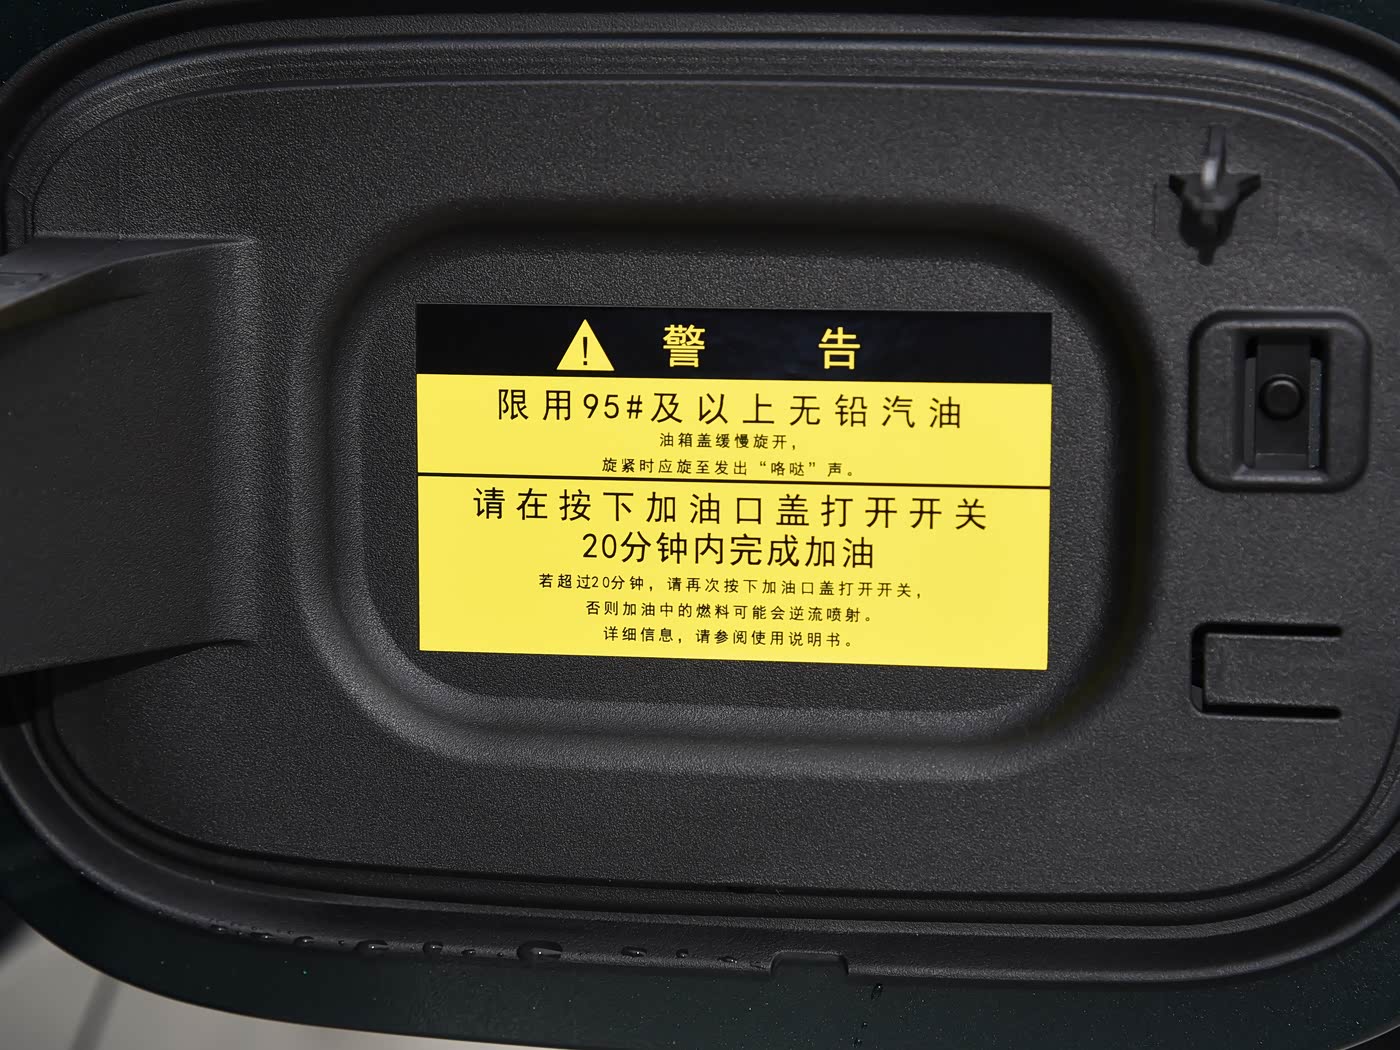 警告
限用95#及以上无铅汽油
油箱盖缓慢旋开，
旋紧时应旋至发出“咯哒”声。
请在按下加油口盖打开开关
20分钟内完成加油
若超过20分钟，请再次按下加油口盖打开开关，
否则加油中的燃料可能会逆流喷射。
详细信息，请参阅使用说明书。